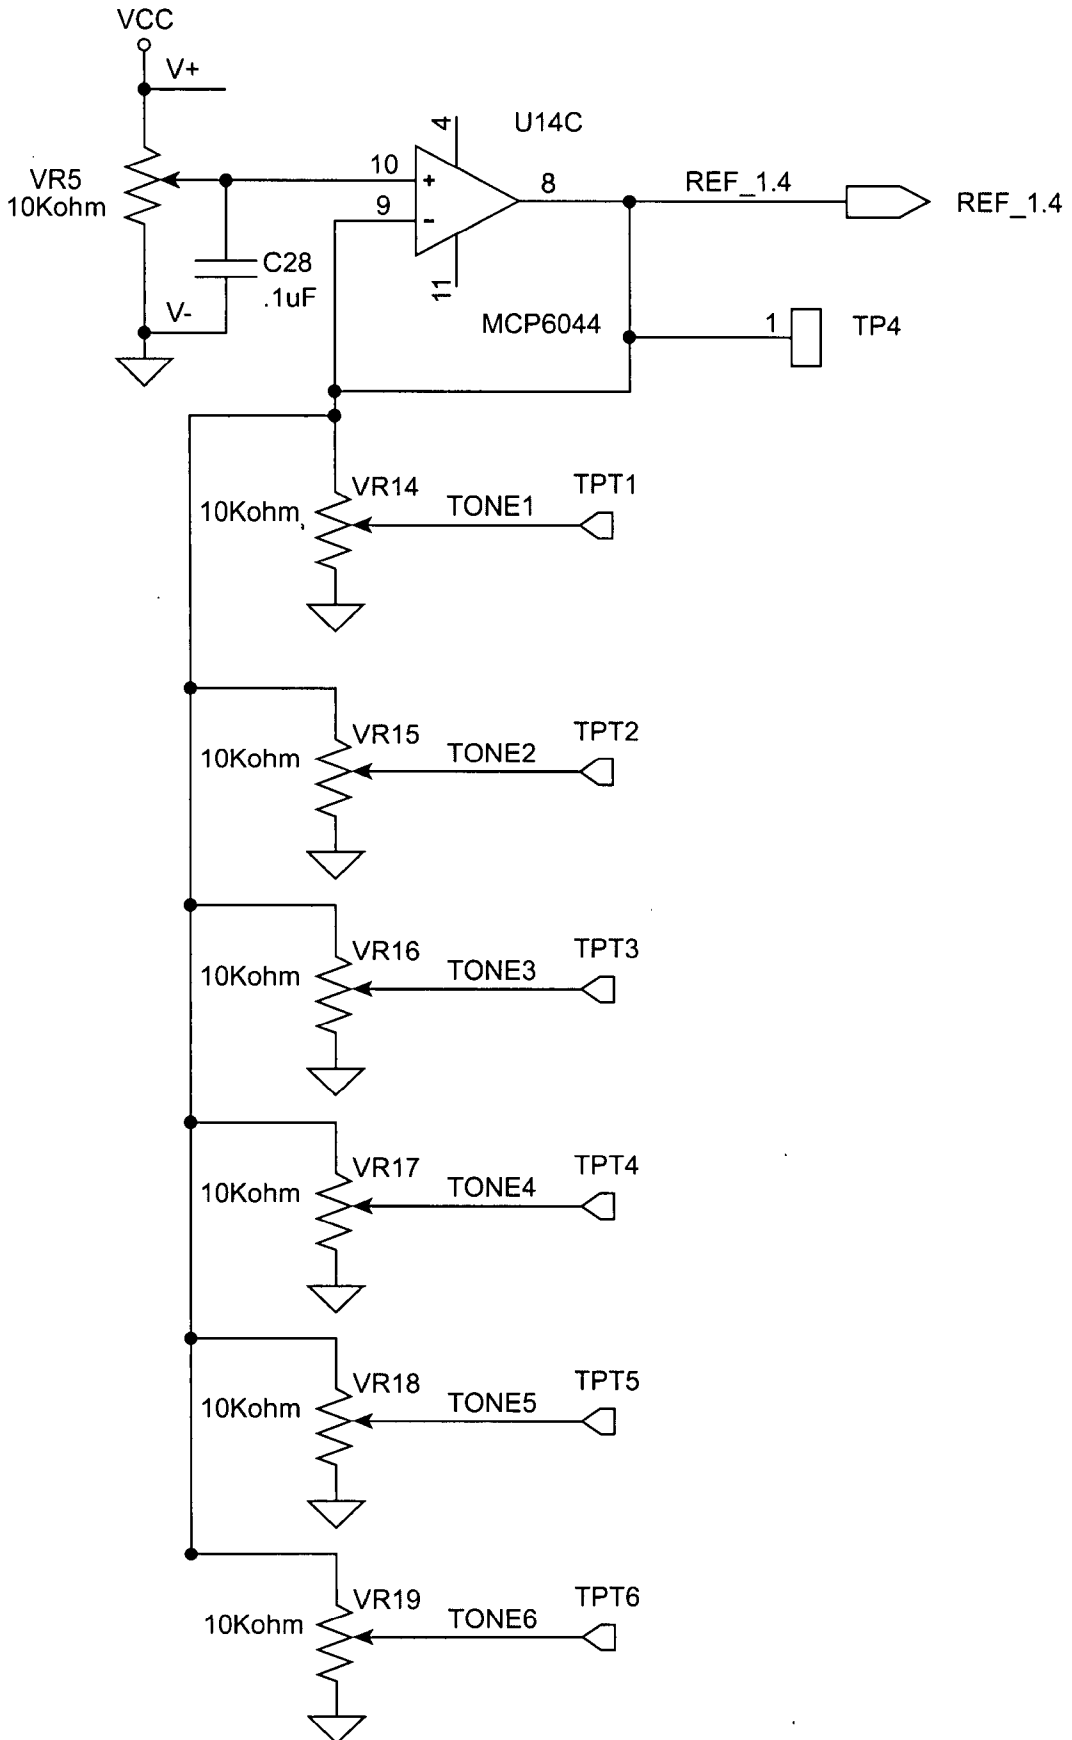 VCC
V+
4
U14C
10
8
REF_1.4
REF_1.4
VR5
10Kohm
9
C28
.1uF
11
V-
MCP6044
1
TP4
VR14
10Kohm
TONE1
TPT1
VR15
10Kohm
TONE2
TPT2
VR16
10Kohm
TONE3
TPT3
VR17
10Kohm
TONE4
TPT4
VR18
10Kohm
TONE5
TPT5
VR19
10Kohm
TONE6
TPT6